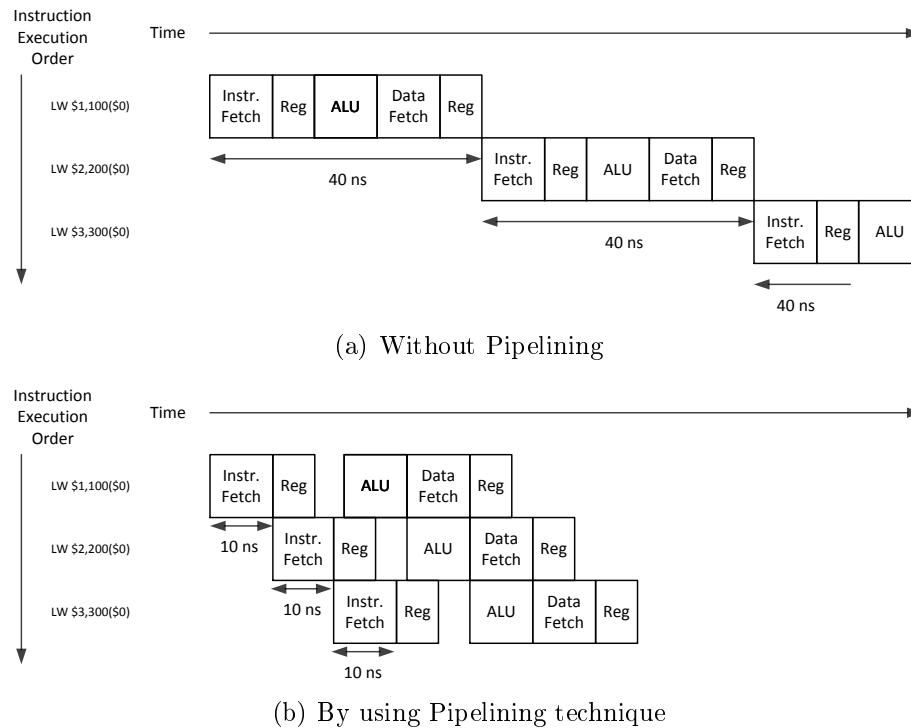 Instruction
Execution
Order
Time
LW $1,100($0)
Instr.
Fetch
Reg
ALU
Data
Fetch
Reg
40 ns
LW $2,200($0)
Instr.
Fetch
Reg
ALU
Data
Fetch
Reg
40 ns
LW $3,300($0)
Instr.
Fetch
Reg
ALU
40 ns
(a) Without Pipelining
Instruction
Execution
Order
Time
LW $1,100($0)
Instr.
Fetch
Reg
ALU
Data
Fetch
Reg
10 ns
LW $2,200($0)
Instr.
Fetch
Reg
ALU
Data
Fetch
Reg
10 ns
LW $3,300($0)
Instr.
Fetch
Reg
ALU
Data
Fetch
Reg
10 ns
(b) By using Pipelining technique